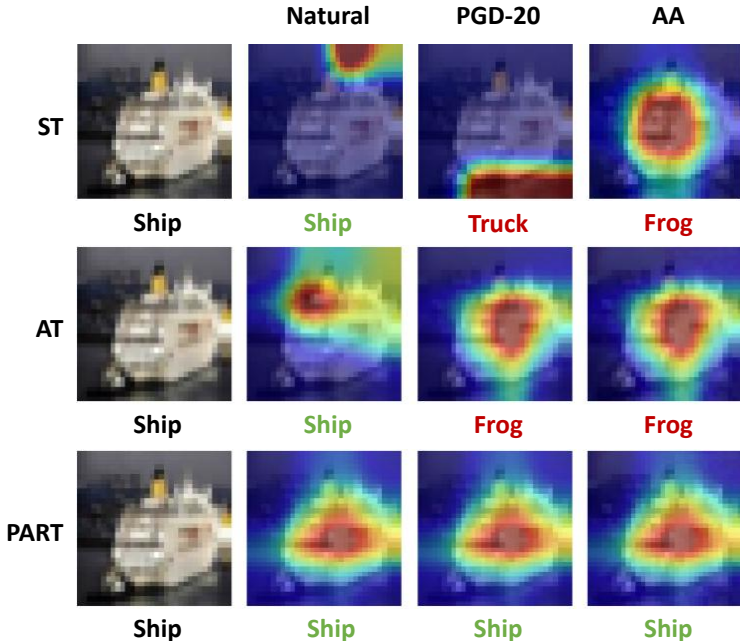 Natural PGD-20 AA
ST
Ship Ship Truck Frog
AT
Ship Ship Frog Frog
PART
Ship Ship Ship Ship